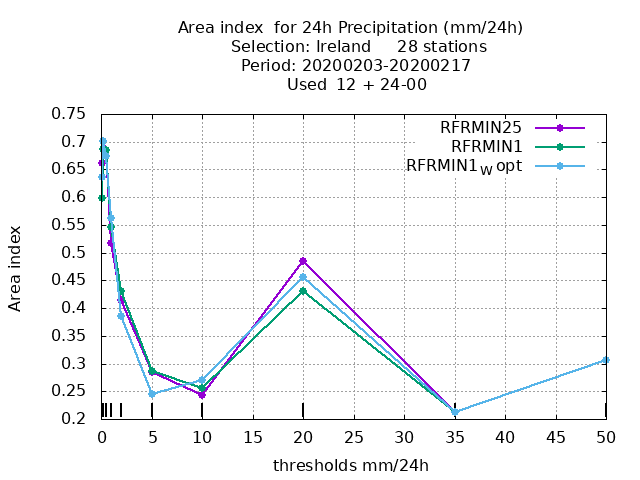 Area index  for 24h Precipitation (mm/24h)
Selection: Ireland     28 stations
Period: 20200203-20200217
Used  12 + 24-00
RFRMIN25
RFRMIN1
RFRMIN1W opt
Area index
0.75
0.7
0.65
0.6
0.55
0.5
0.45
0.4
0.35
0.3
0.25
0.2
0 5 10 15 20 25 30 35 40 45 50
thresholds mm/24h